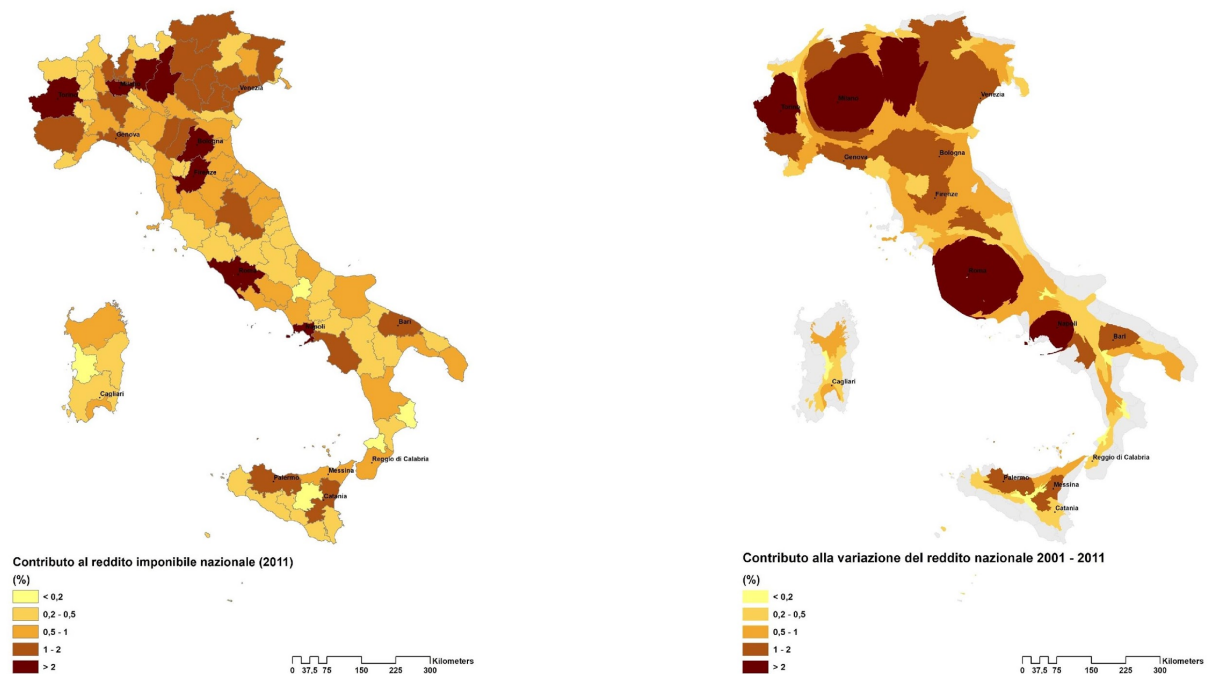 Torino
Milano
Venezia
Genova
Bologna
Firenze
Roma
Napoli
Bari
Cagliari
Reggio di Calabria
Messina
Palermo
Catania
Contributo al reddito imponibile nazionale (2011)
(%)
< 0,2
0,2 - 0,5
0,5 - 1
1 - 2
> 2
Kilometers
0 37,5 75 150 225 300
Milano
Venezia
Genova
Bologna
Firenze
Roma
Napoli
Bari
Cagliari
Reggio di Calabria
Palermo
Messina
Catania
Contributo alla variazione del reddito nazionale 2001 - 2011
(%)
< 0,2
0,2 - 0,5
0,5 - 1
1 - 2
> 2
Kilometers
0 37,5 75 150 225 300